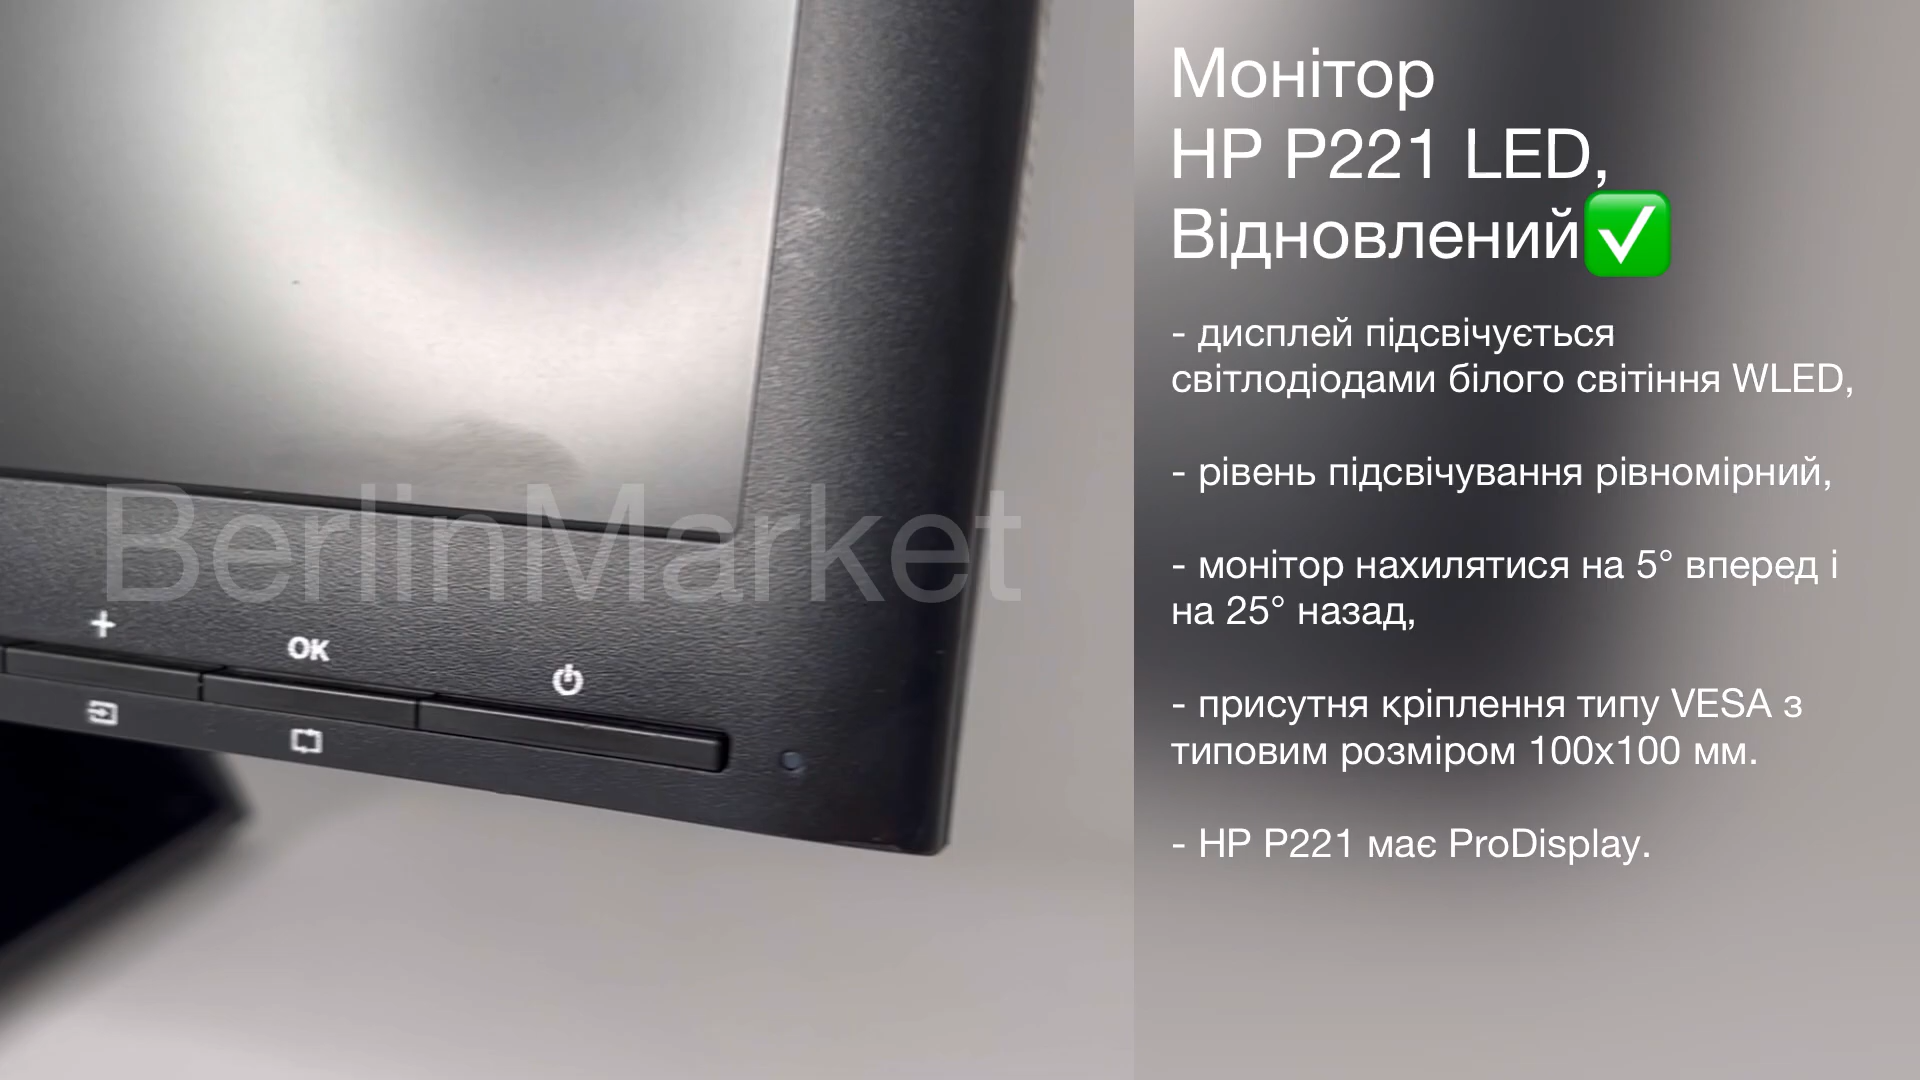 Монітор
HP P221 LED,
Відновлений✅
- дисплей підсвічується
світлодіодами білого світіння WLED,
- рівень підсвічування рівномірний,
- монітор нахилятися на 5° вперед і
на 25° назад,
- присутня кріплення типу VESA з
типовим розміром 100x100 мм.
- HP P221 має ProDisplay.
BerlinMarket
+
OK